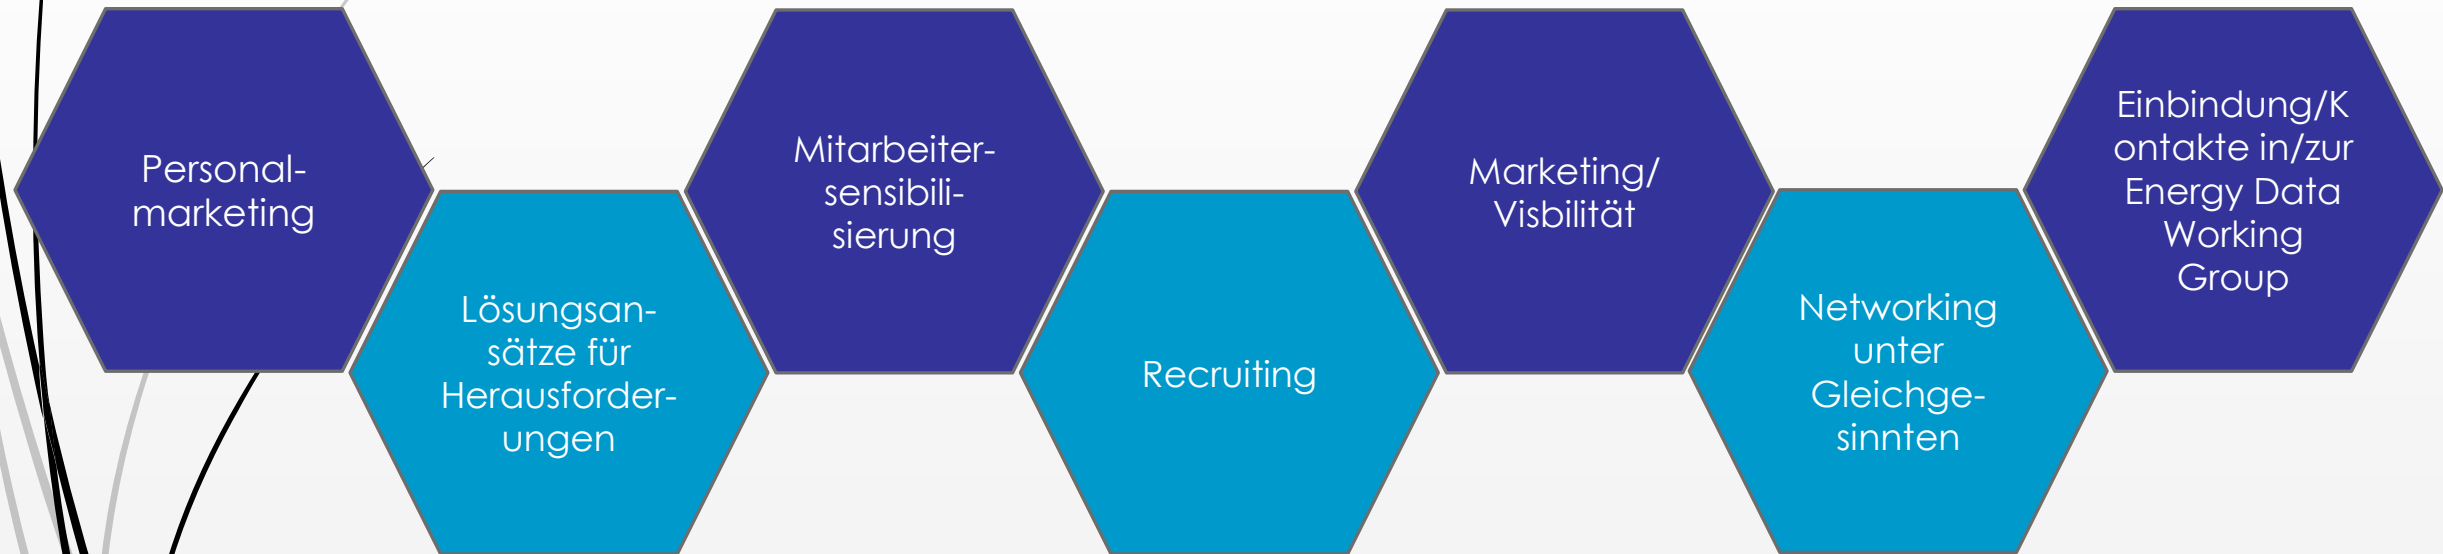 Personal-
marketing
Lösungsan-
sätze für
Herausforder-
ungen
Mitarbeiter-
sensibili-
sierung
Recruiting
Marketing/
Visbilität
Networking
unter
Gleichge-
sinnten
Einbindung/K
ontakte in/zur
Energy Data
Working
Group